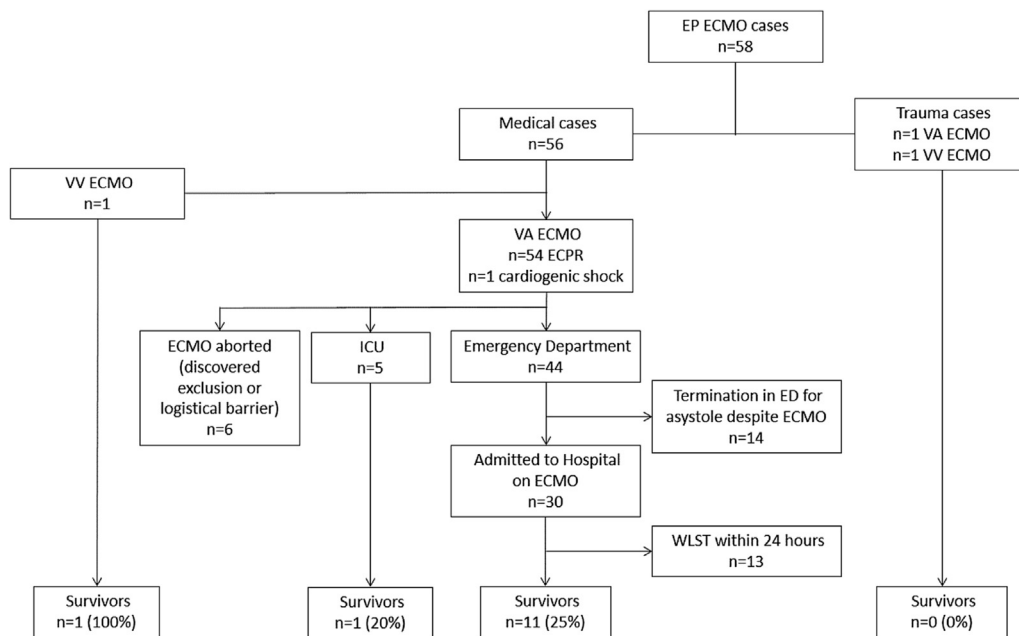 EP ECMO cases
n=58
Medical cases
n=56
Trauma cases
n=1 VA ECMO
n=1 VV ECMO
VV ECMO
n=1
VA ECMO
n=54 ECPR
n=1 cardiogenic shock
ECMO aborted
(discovered
exclusion or
logistical barrier)
n=6
ICU
n=5
Emergency Department
n=44
Termination in ED for
asystole despite ECMO
n=14
Admitted to Hospital
on ECMO
n=30
WLST within 24 hours
n=13
Survivors
n=1 (100%)
Survivors
n=1 (20%)
Survivors
n=11 (25%)
Survivors
n=0 (0%)